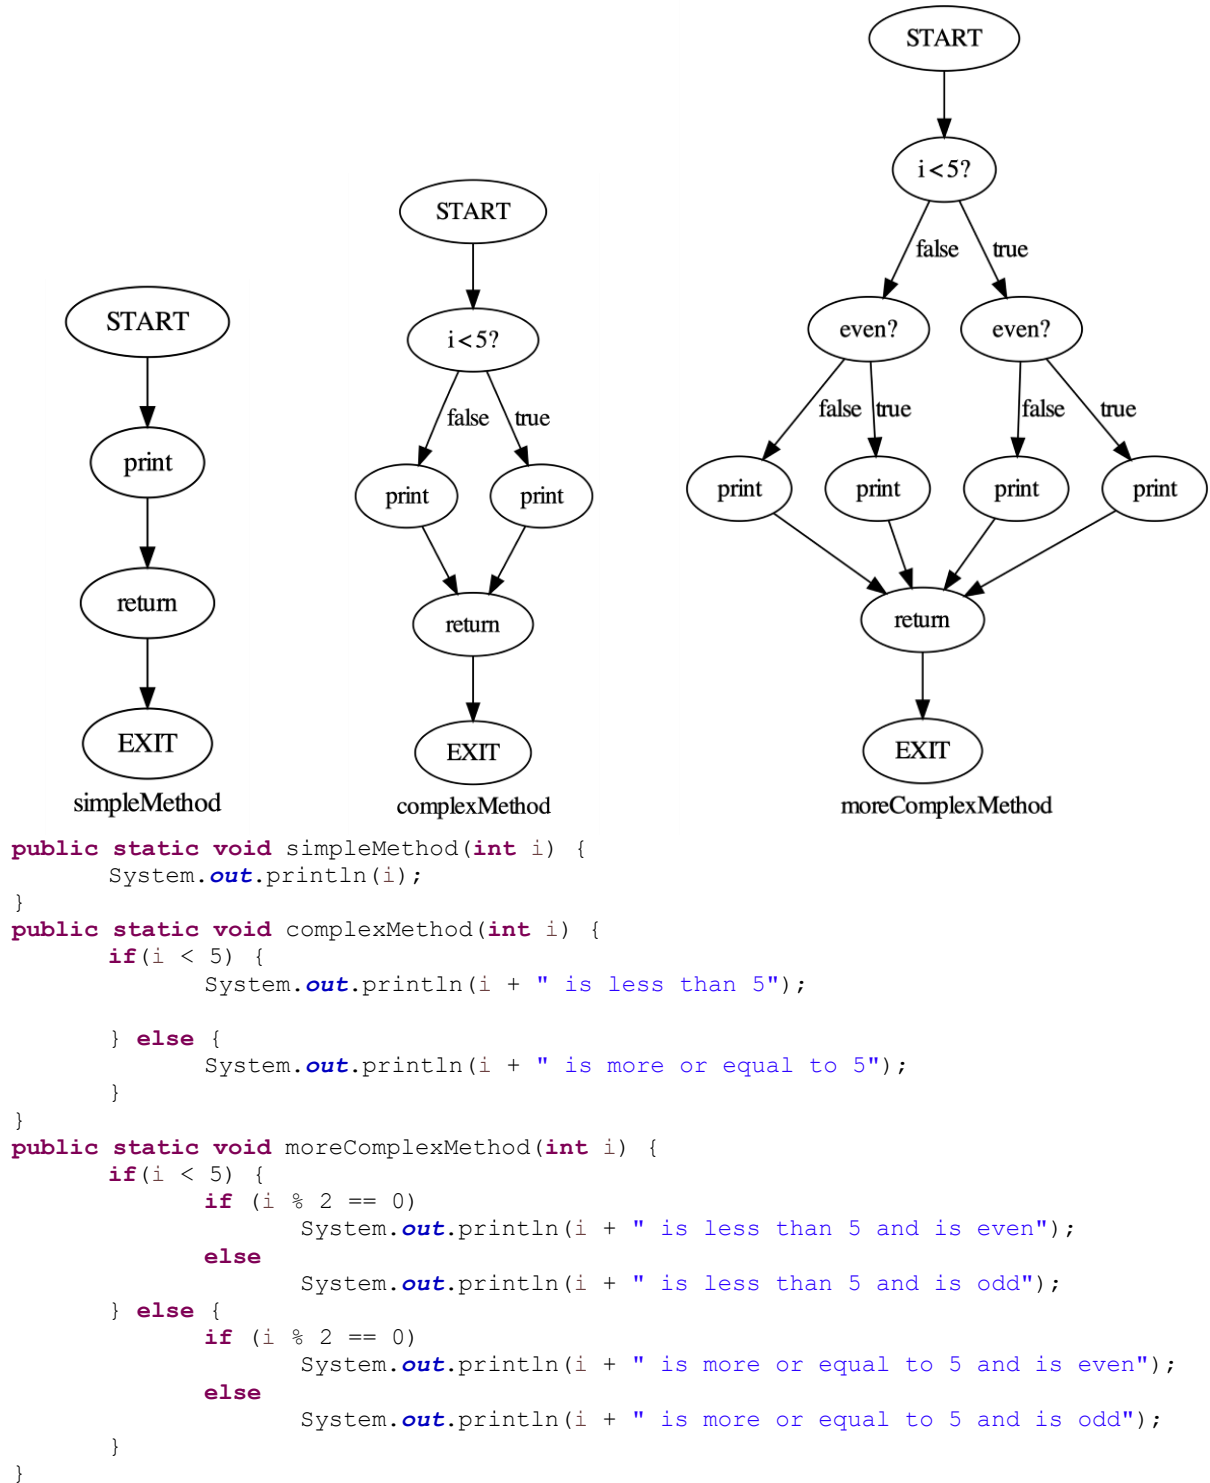 START
print
return
EXIT
simpleMethod
START
i<5?
false true
print print
return
EXIT
complexMethod
START
i<5?
false true
even? even?
false true false true
print print print print
return
EXIT
moreComplexMethod
public static void simpleMethod(int i) {
System.out.println(i);
}
public static void complexMethod(int i) {
if(i < 5) {
System.out.println(i + " is less than 5");
} else {
System.out.println(i + " is more or equal to 5");
}
}
public static void moreComplexMethod(int i) {
if(i < 5) {
if (i % 2 == 0)
System.out.println(i + " is less than 5 and is even");
else
System.out.println(i + " is less than 5 and is odd");
} else {
if (i % 2 == 0)
System.out.println(i + " is more or equal to 5 and is even");
else
System.out.println(i + " is more or equal to 5 and is odd");
}
}